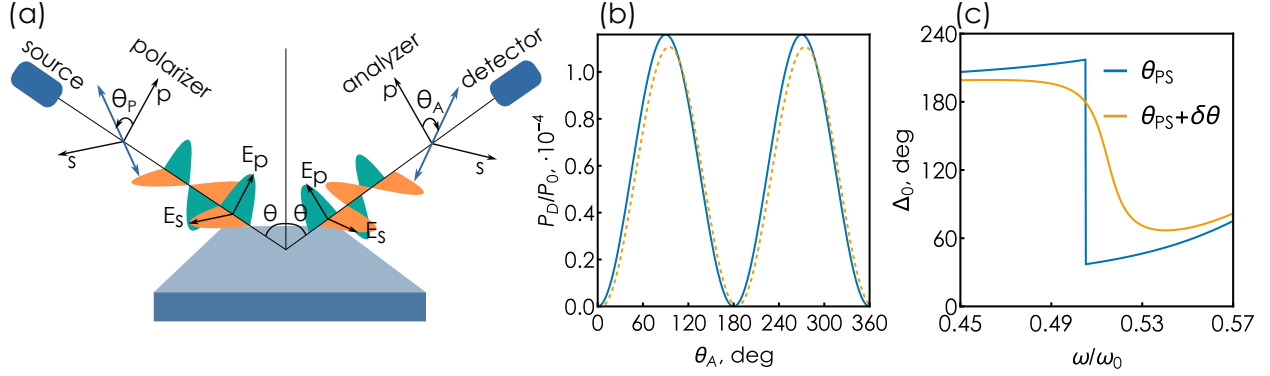 (a)
source
polarizer
p
θP
s
Ep
Es
θ θ
analyzer
detector
p
θA
s
Ep
Es
(b)
PD/P0, ·10⁻⁴
1.0
0.8
0.6
0.4
0.2
0.0
0 60 120 180 240 300 360
θA, deg
(c)
Δ0, deg
240
180
120
60
0
θPS
θPS+δθ
0.45 0.49 0.53 0.57
ω/ω0